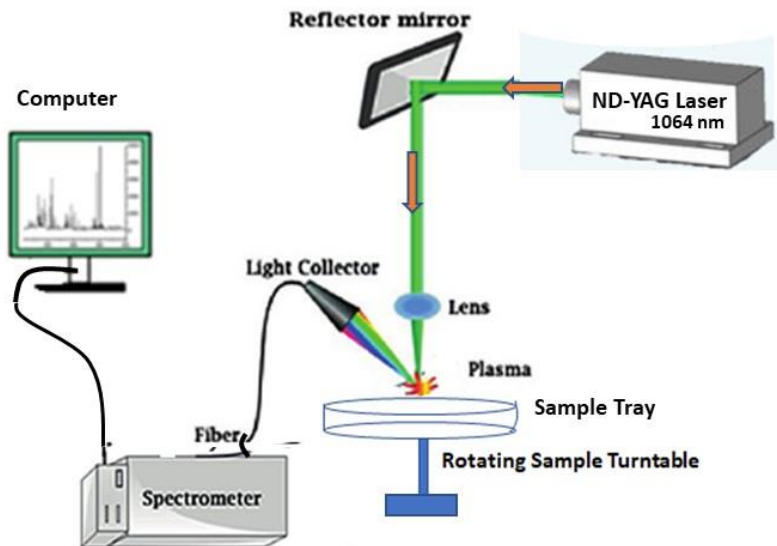 Reflector mirror
Computer
ND-YAG Laser
1064 nm
Light Collector
Lens
Plasma
Sample Tray
Fiber
Rotating Sample Turntable
Spectrometer